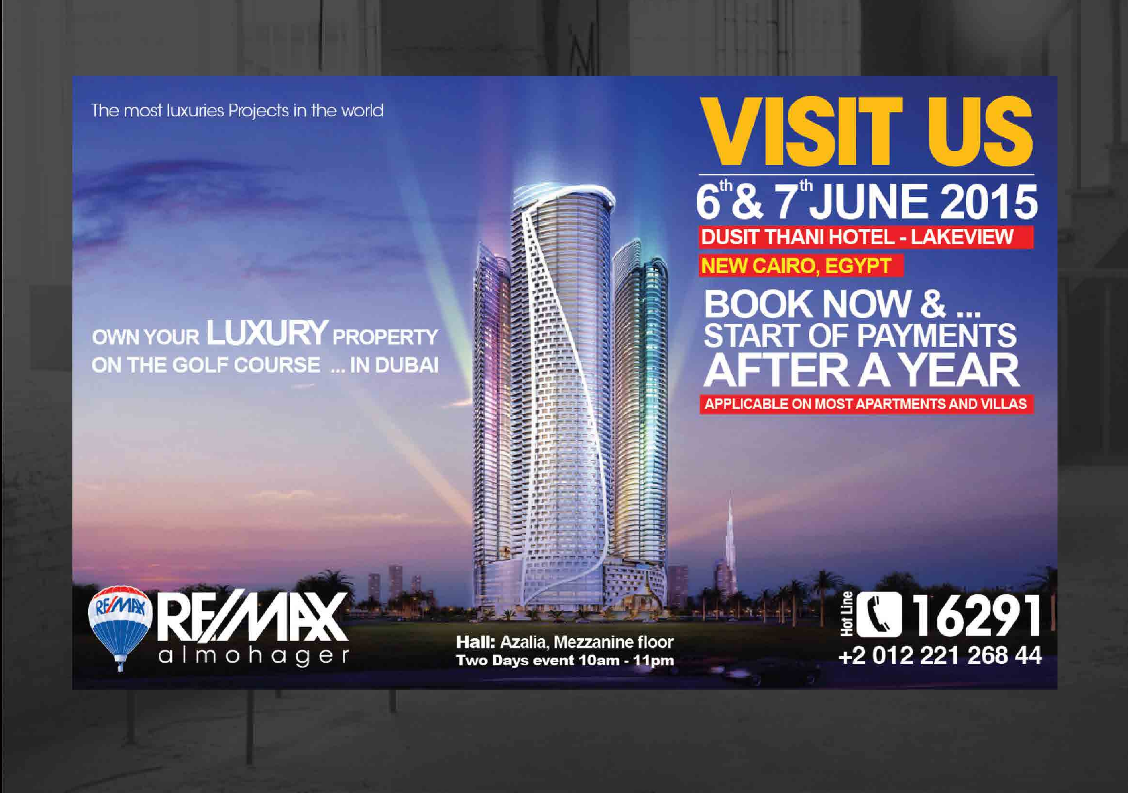 The most luxuries Projects in the world
OWN YOUR LUXURY PROPERTY
ON THE GOLF COURSE ... IN DUBAI
VISIT US
6th & 7th JUNE 2015
DUSIT THANI HOTEL - LAKEVIEW
NEW CAIRO, EGYPT
BOOK NOW & ...
START OF PAYMENTS
AFTER A YEAR
APPLICABLE ON MOST APARTMENTS AND VILLAS
RE/MAX
RE/MAX
almohager
Hall: Azalia, Mezzanine floor
Two Days event 10am - 11pm
Hot Line
16291
+2 012 221 268 44